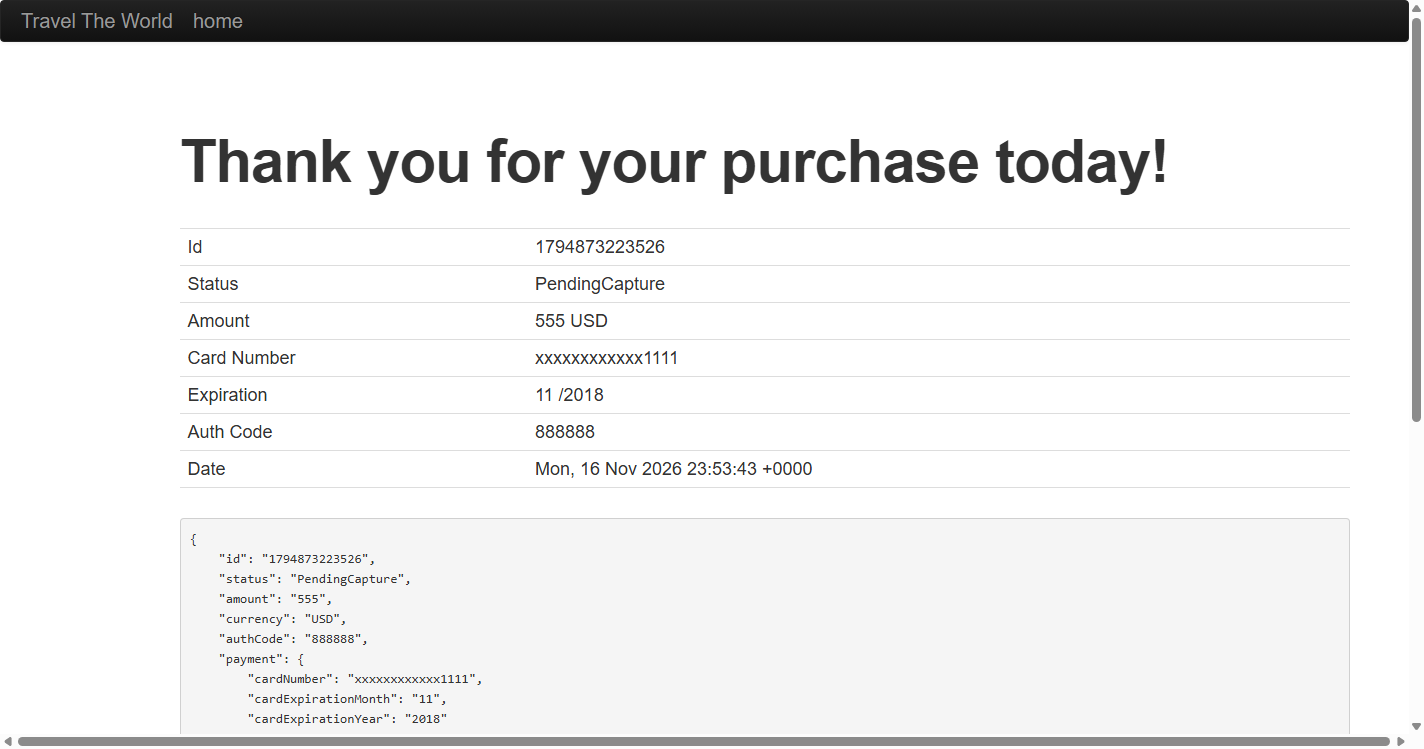 Travel The World home
Thank you for your purchase today!
Id 1794873223526
Status PendingCapture
Amount 555 USD
Card Number xxxxxxxxxxxx1111
Expiration 11 /2018
Auth Code 888888
Date Mon, 16 Nov 2026 23:53:43 +0000
{
    "id": "1794873223526",
    "status": "PendingCapture",
    "amount": "555",
    "currency": "USD",
    "authCode": "888888",
    "payment": {
        "cardNumber": "xxxxxxxxxxxx1111",
        "cardExpirationMonth": "11",
        "cardExpirationYear": "2018"